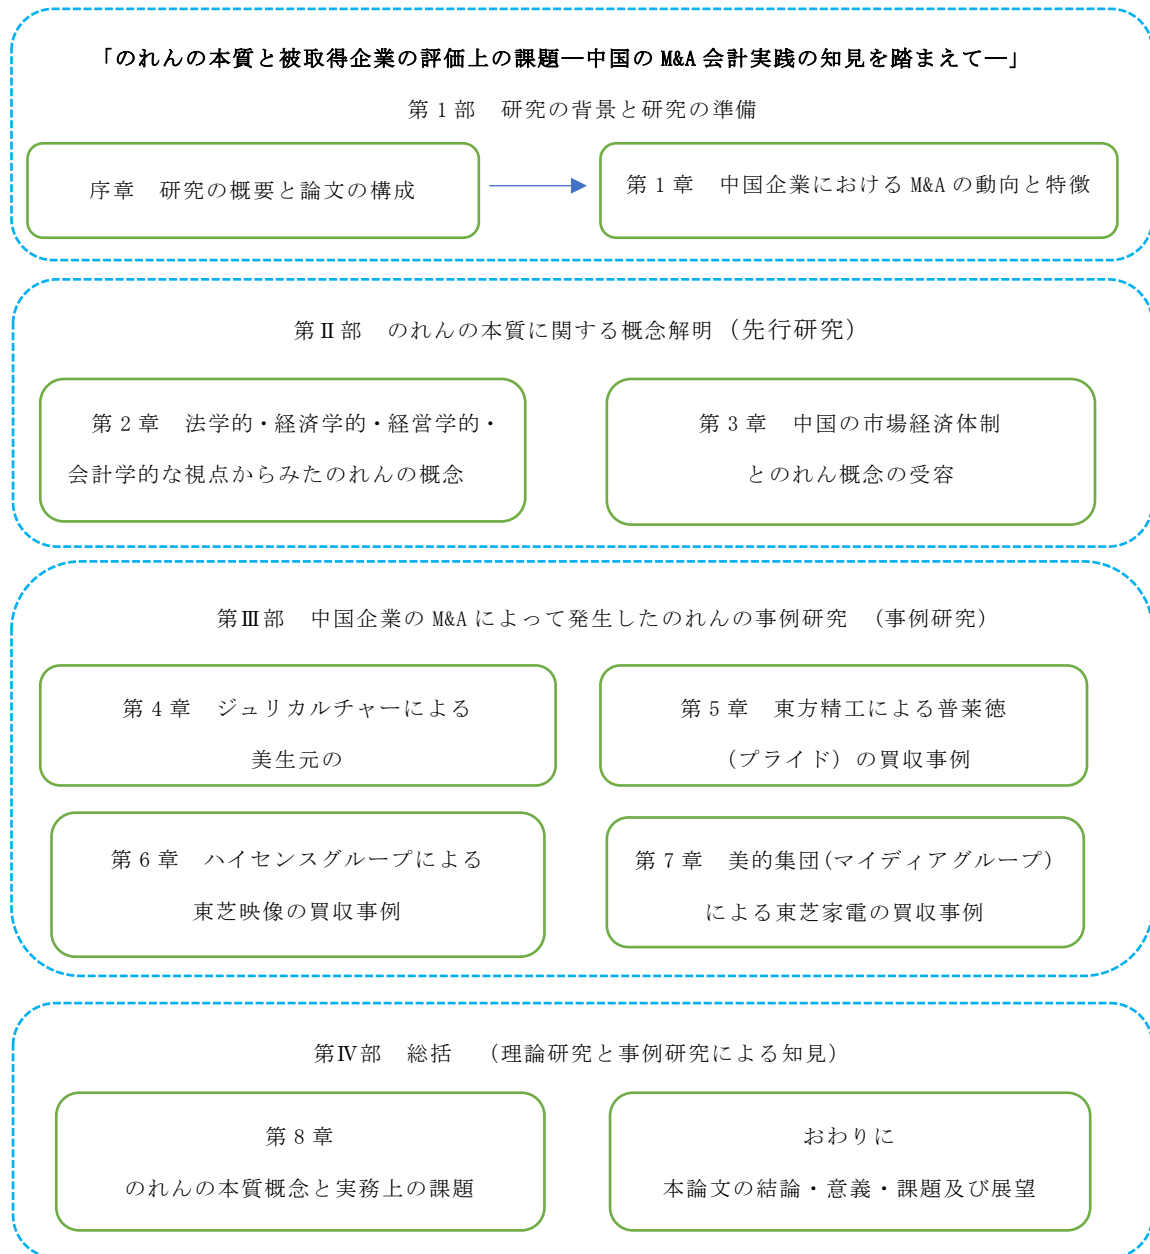 「のれんの本質と被取得企業の評価上の課題―中国の M&A 会計実践の知見を踏まえて―」
第1部　研究の背景と研究の準備
序章　研究の概要と論文の構成
第1章　中国企業における M&A の動向と特徴
第Ⅱ部　のれんの本質に関する概念解明（先行研究）
第2章　法学的・経済学的・経営学的・
会計学的な視点からみたのれんの概念
第3章　中国の市場経済体制
とのれん概念の受容
第Ⅲ部　中国企業の M&A によって発生したのれんの事例研究　（事例研究）
第4章　ジュリカルチャーによる
美生元の
第5章　東方精工による普莱徳
（プライド）の買収事例
第6章　ハイセンスグループによる
東芝映像の買収事例
第7章　美的集団(マイディアグループ)
による東芝家電の買収事例
第Ⅳ部　総括　（理論研究と事例研究による知見）
第8章
のれんの本質概念と実務上の課題
おわりに
本論文の結論・意義・課題及び展望